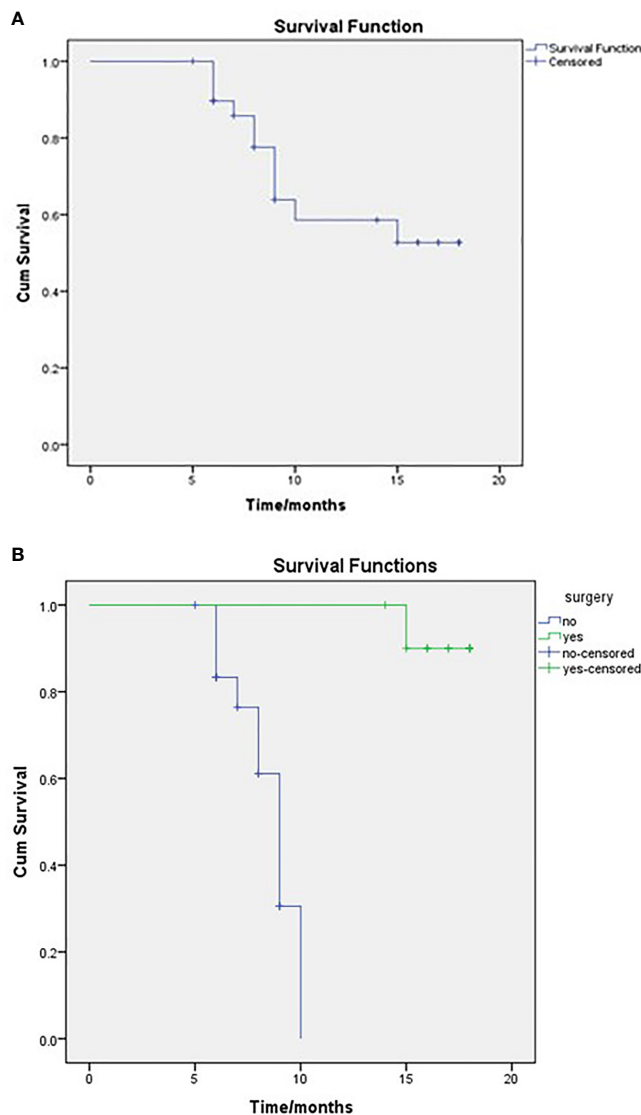 A
Survival Function
Survival Function
Censored
1.0
0.8
0.6
0.4
0.2
0.0
Cum Survival
0 5 10 15 20
Time/months
B
Survival Functions
surgery
no
yes
no-censored
yes-censored
1.0
0.8
0.6
0.4
0.2
0.0
Cum Survival
0 5 10 15 20
Time/months